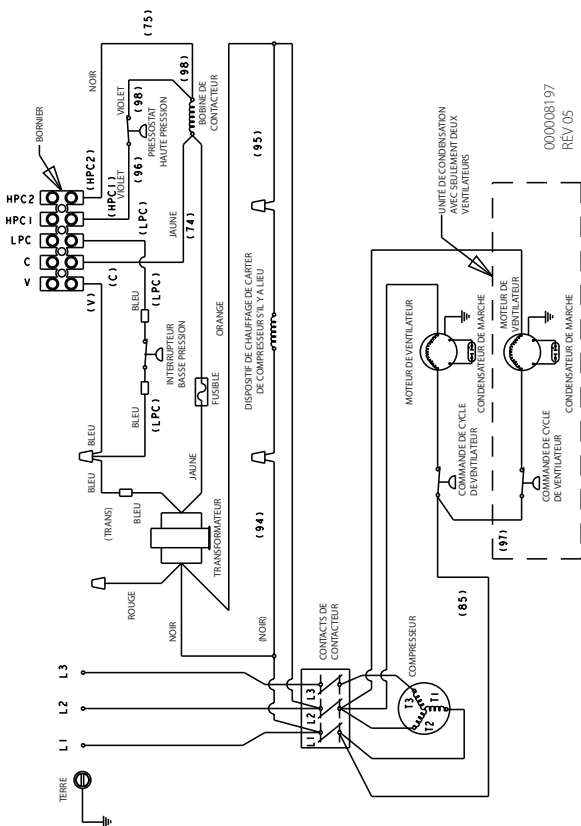 (75)
NOIR
(98)
VIOLET
(98)
PRESSOSTAT
HAUTE PRESSION
(96)
VIOLET
(HPC1)
(HPC2)
BORNIER
HPC2
HPC1
LPC
C
V
BOBINE DE
CONTACTEUR
(LPC)
JAUNE
(74)
(C)
(V)
BLEU
(LPC)
INTERRUPTEUR
BASSE PRESSION
BLEU
(LPC)
ORANGE
FUSIBLE
BLEU
BLEU
(TRANS)
BLEU
JAUNE
TRANSFORMATEUR
ROUGE
NOIR
(NOIR)
(95)
DISPOSITIF DE CHAUFFAGE DE CARTER
DE COMPRESSEUR S'IL Y A LIEU
(94)
L3
L2
L1
TERRE
CONTACTS DE
CONTACTEUR
L1
L2
L3
COMPRESSEUR
T3
T2
T1
MOTEUR DE VENTILATEUR
CONDENSATEUR DE MARCHE
COMMANDE DE CYCLE
DE VENTILATEUR
(85)
(97)
UNITÉ DE CONDENSATION
AVEC SEULEMENT DEUX
VENTILATEURS
MOTEUR DE
VENTILATEUR
CONDENSATEUR DE MARCHE
COMMANDE DE CYCLE
DE VENTILATEUR
000008197
RÉV 05